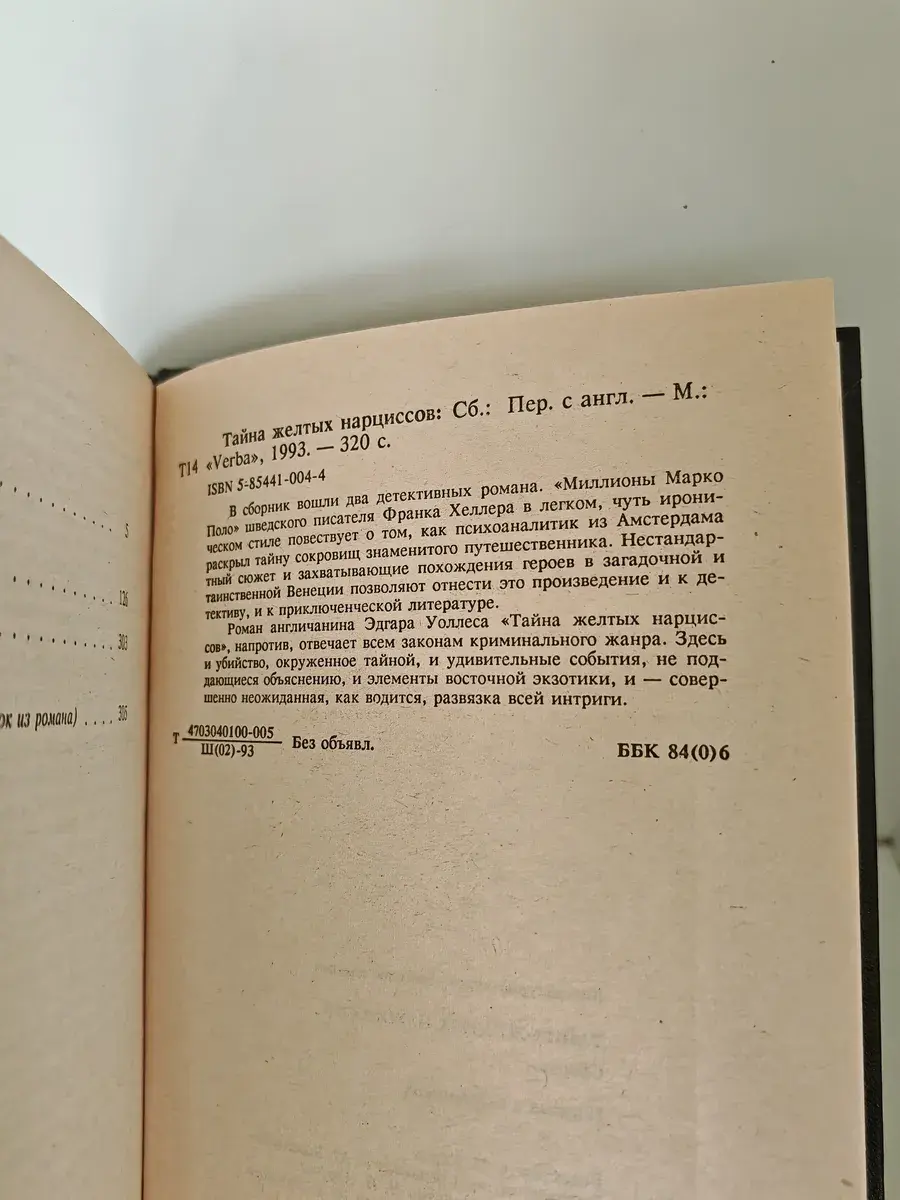 5
126
303
ок из романа) .... 305
Тайна желтых нарциссов: Сб.: Пер. с англ. — М.:
Т14 «Verba», 1993. — 320 с.
ISBN 5-85441-004-4
В сборник вошли два детективных романа. «Миллионы Марко
Поло» шведского писателя Франка Хеллера в легком, чуть ирони-
ческом стиле повествует о том, как психоаналитик из Амстердама
раскрыл тайну сокровищ знаменитого путешественника. Нестандар-
тный сюжет и захватывающие похождения героев в загадочной и
таинственной Венеции позволяют отнести это произведение и к де-
тективу, и к приключенческой литературе.
Роман англичанина Эдгара Уоллеса «Тайна желтых нарцис-
сов», напротив, отвечает всем законам криминального жанра. Здесь
и убийство, окруженное тайной, и удивительные события, не под-
дающиеся объяснению, и элементы восточной экзотики, и — совер-
шенно неожиданная, как водится, развязка всей интриги.
Т 4703040100-005
Ш(02)-93 Без объявл.
ББК 84(0)6